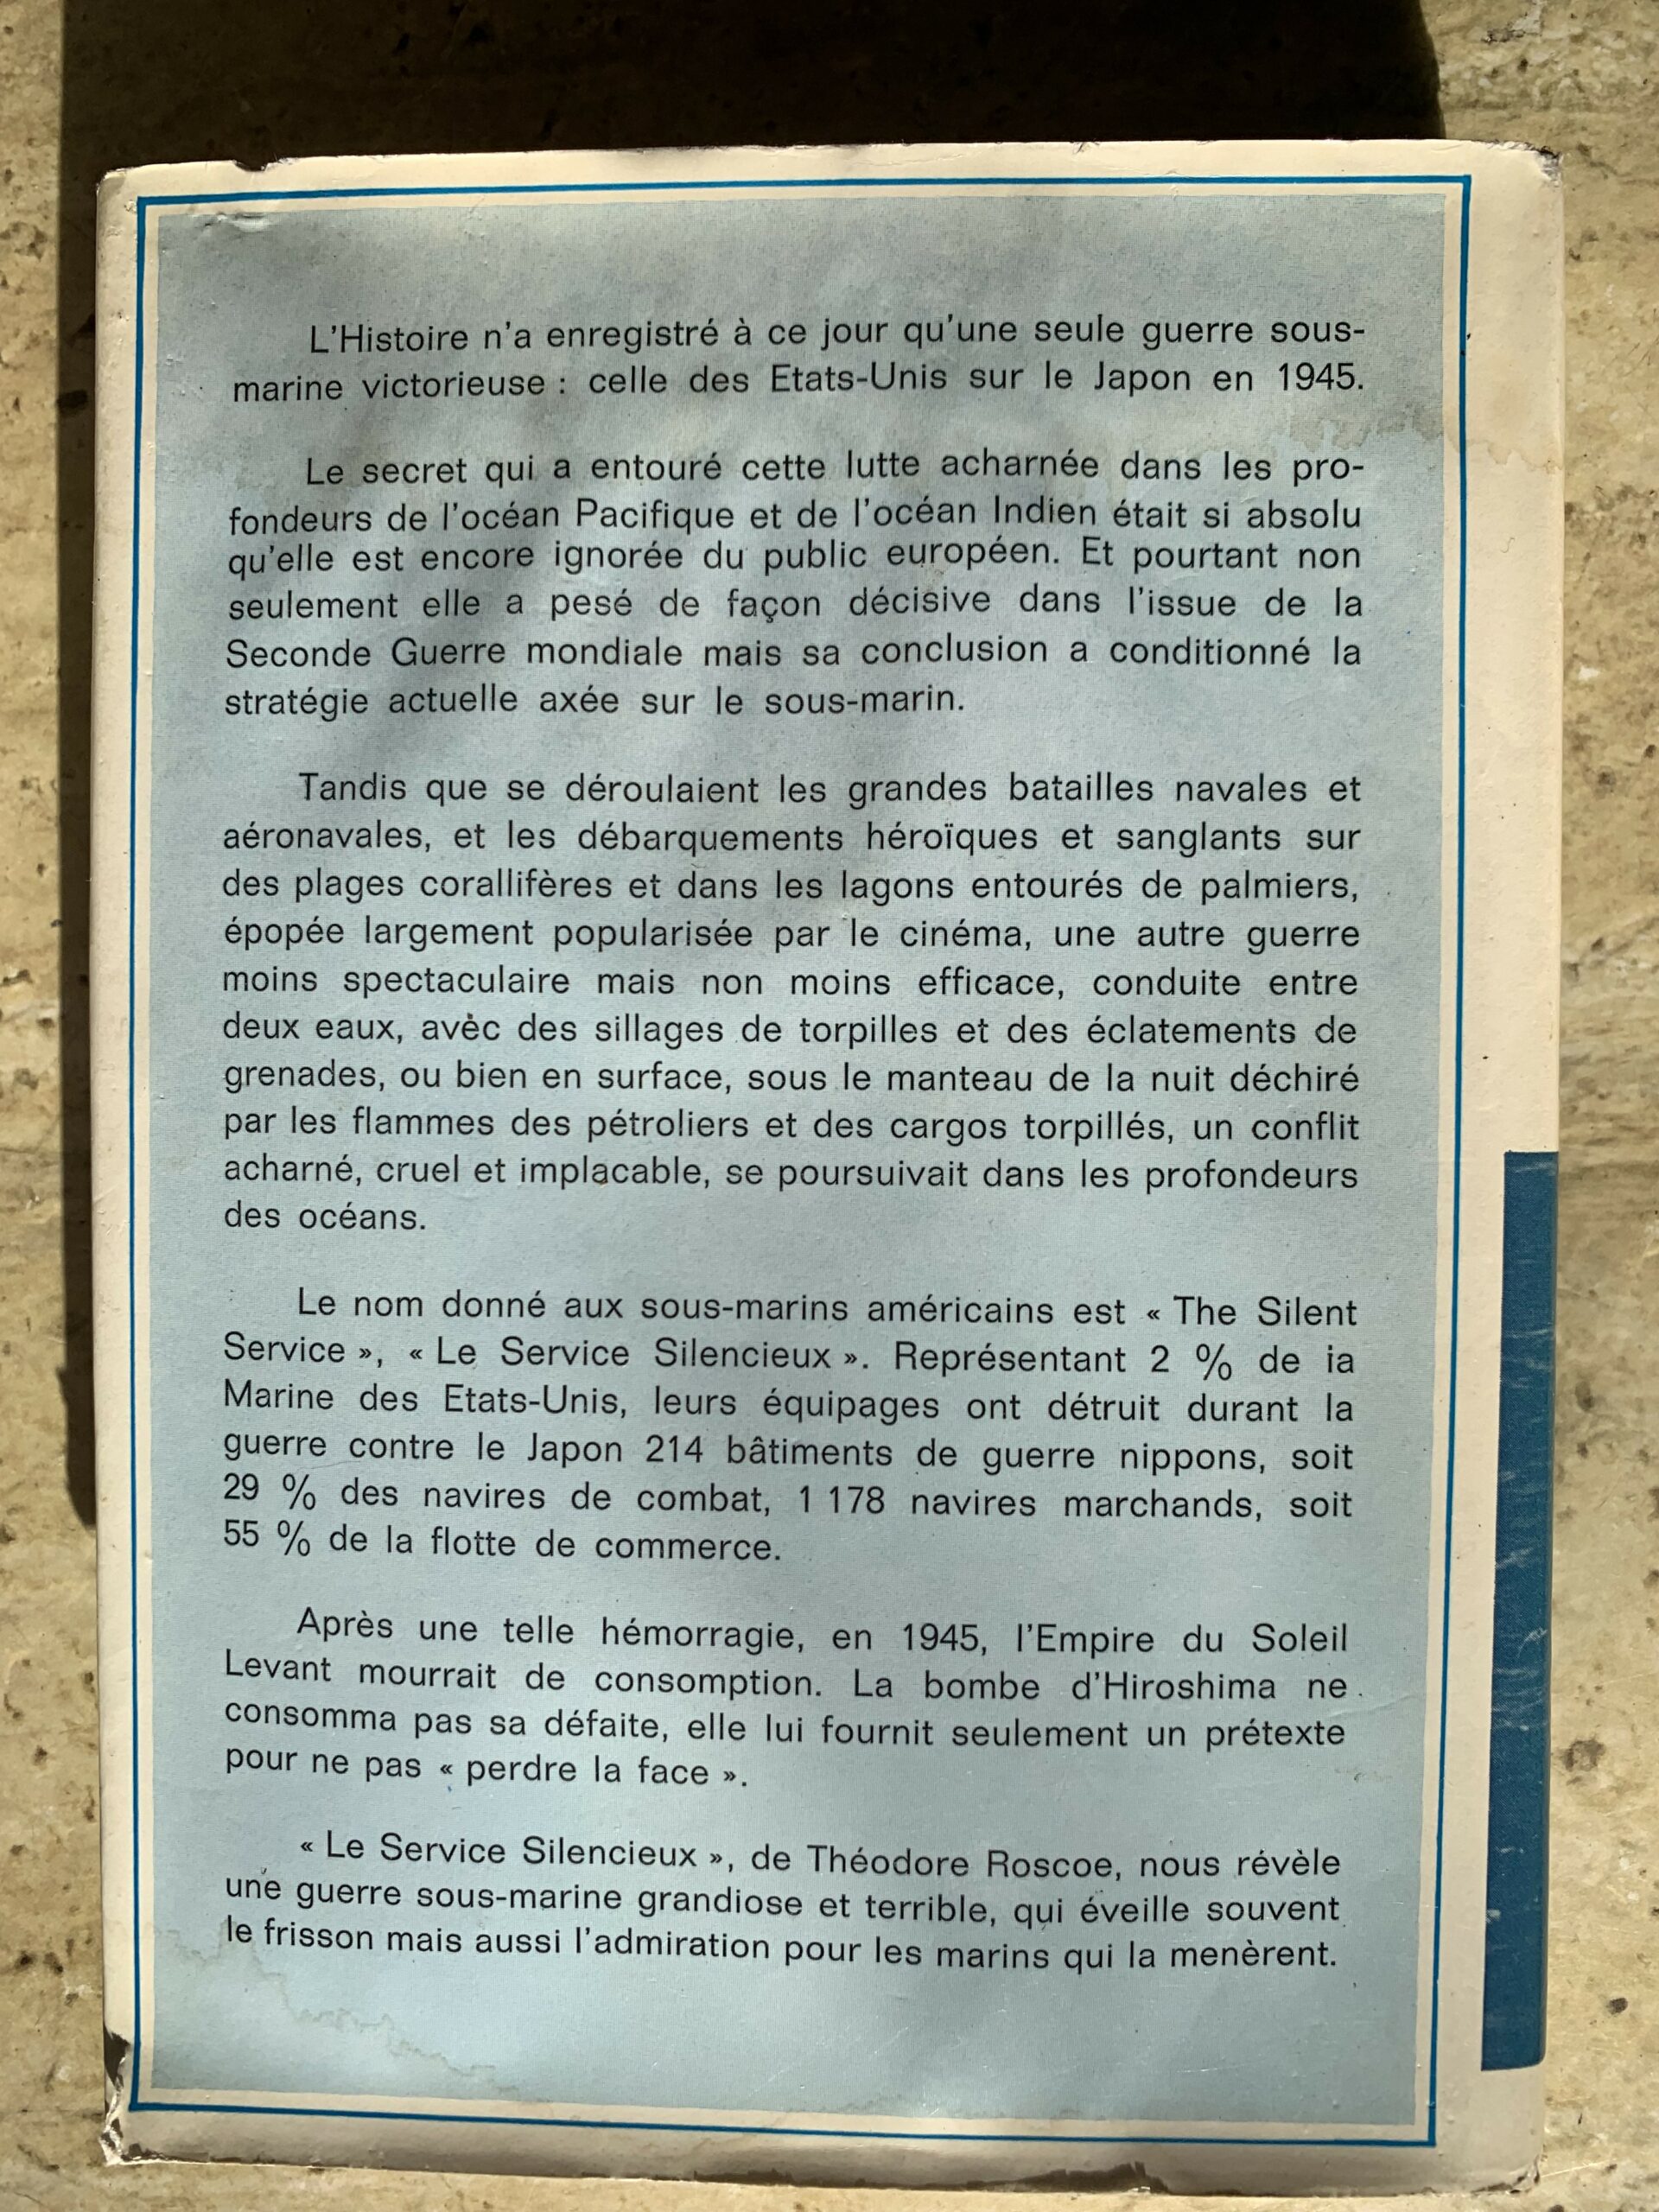 L'Histoire n'a enregistré à ce jour qu'une seule guerre sous-
marine victorieuse : celle des Etats-Unis sur le Japon en 1945.
Le secret qui a entouré cette lutte acharnée dans les pro-
fondeurs de l'océan Pacifique et de l'océan Indien était si absolu
qu'elle est encore ignorée du public européen. Et pourtant non
seulement elle a pesé de façon décisive dans l'issue de la
Seconde Guerre mondiale mais sa conclusion a conditionné la
stratégie actuelle axée sur le sous-marin.
Tandis que se déroulaient les grandes batailles navales et
aéronavales, et les débarquements héroïques et sanglants sur
des plages corallifères et dans les lagons entourés de palmiers,
épopée largement popularisée par le cinéma, une autre guerre
moins spectaculaire mais non moins efficace, conduite entre
deux eaux, avèc des sillages de torpilles et des éclatements de
grenades, ou bien en surface, sous le manteau de la nuit déchiré
par les flammes des pétroliers et des cargos torpillés, un conflit
acharné, cruel et implacable, se poursuivait dans les profondeurs
des océans.
Le nom donné aux sous-marins américains est « The Silent
Service », « Le Service Silencieux ». Représentant 2 % de ia
Marine des Etats-Unis, leurs équipages ont détruit durant la
guerre contre le Japon 214 bâtiments de guerre nippons, soit
29 % des navires de combat, 1 178 navires marchands, soit
55 % de la flotte de commerce.
Après une telle hémorragie, en 1945, l'Empire du Soleil
Levant mourrait de consomption. La bombe d'Hiroshima ne
consomma pas sa défaite, elle lui fournit seulement un prétexte
pour ne pas « perdre la face ».
« Le Service Silencieux », de Théodore Roscoe, nous révèle
une guerre sous-marine grandiose et terrible, qui éveille souvent
le frisson mais aussi l'admiration pour les marins qui la menèrent.